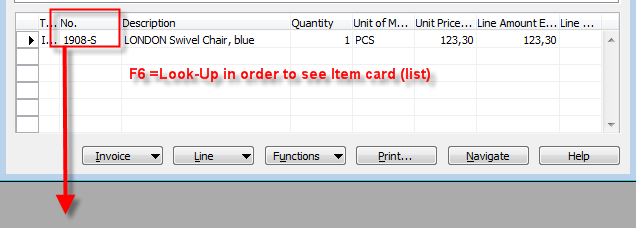 T... No. Description Quantity Unit of M... Unit Price... Line Amount E... Line ...
I... 1908-S LONDON Swivel Chair, blue 1 PCS 123,30 123,30
F6 =Look-Up in order to see Item card (list)
Invoice Line Functions Print... Navigate Help